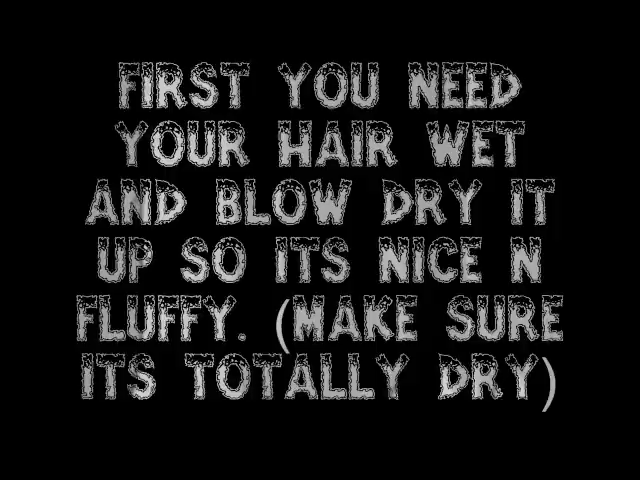 FIRST YOU NEED
YOUR HAIR WET
AND BLOW DRY IT
UP SO ITS NICE N
FLUFFY. (MAKE SURE
ITS TOTALLY DRY)